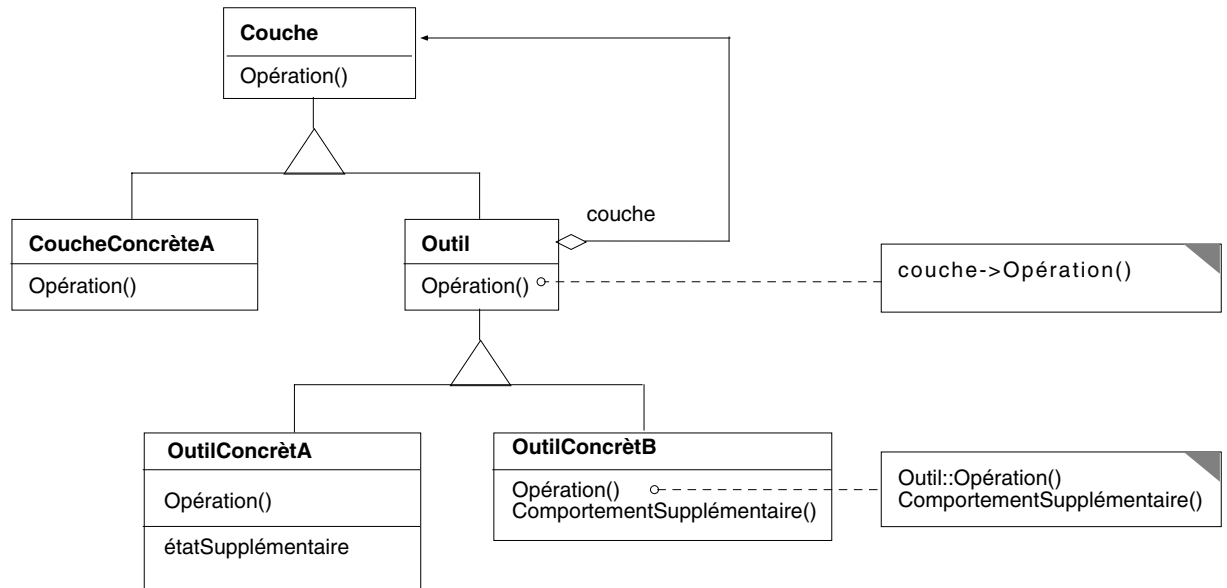 Couche
Opération()
CoucheConcrèteA
Opération()
Outil
Opération()
couche
couche->Opération()
OutilConcrètA
Opération()
étatSupplémentaire
OutilConcrètB
Opération()
ComportementSupplémentaire()
Outil::Opération()
ComportementSupplémentaire()